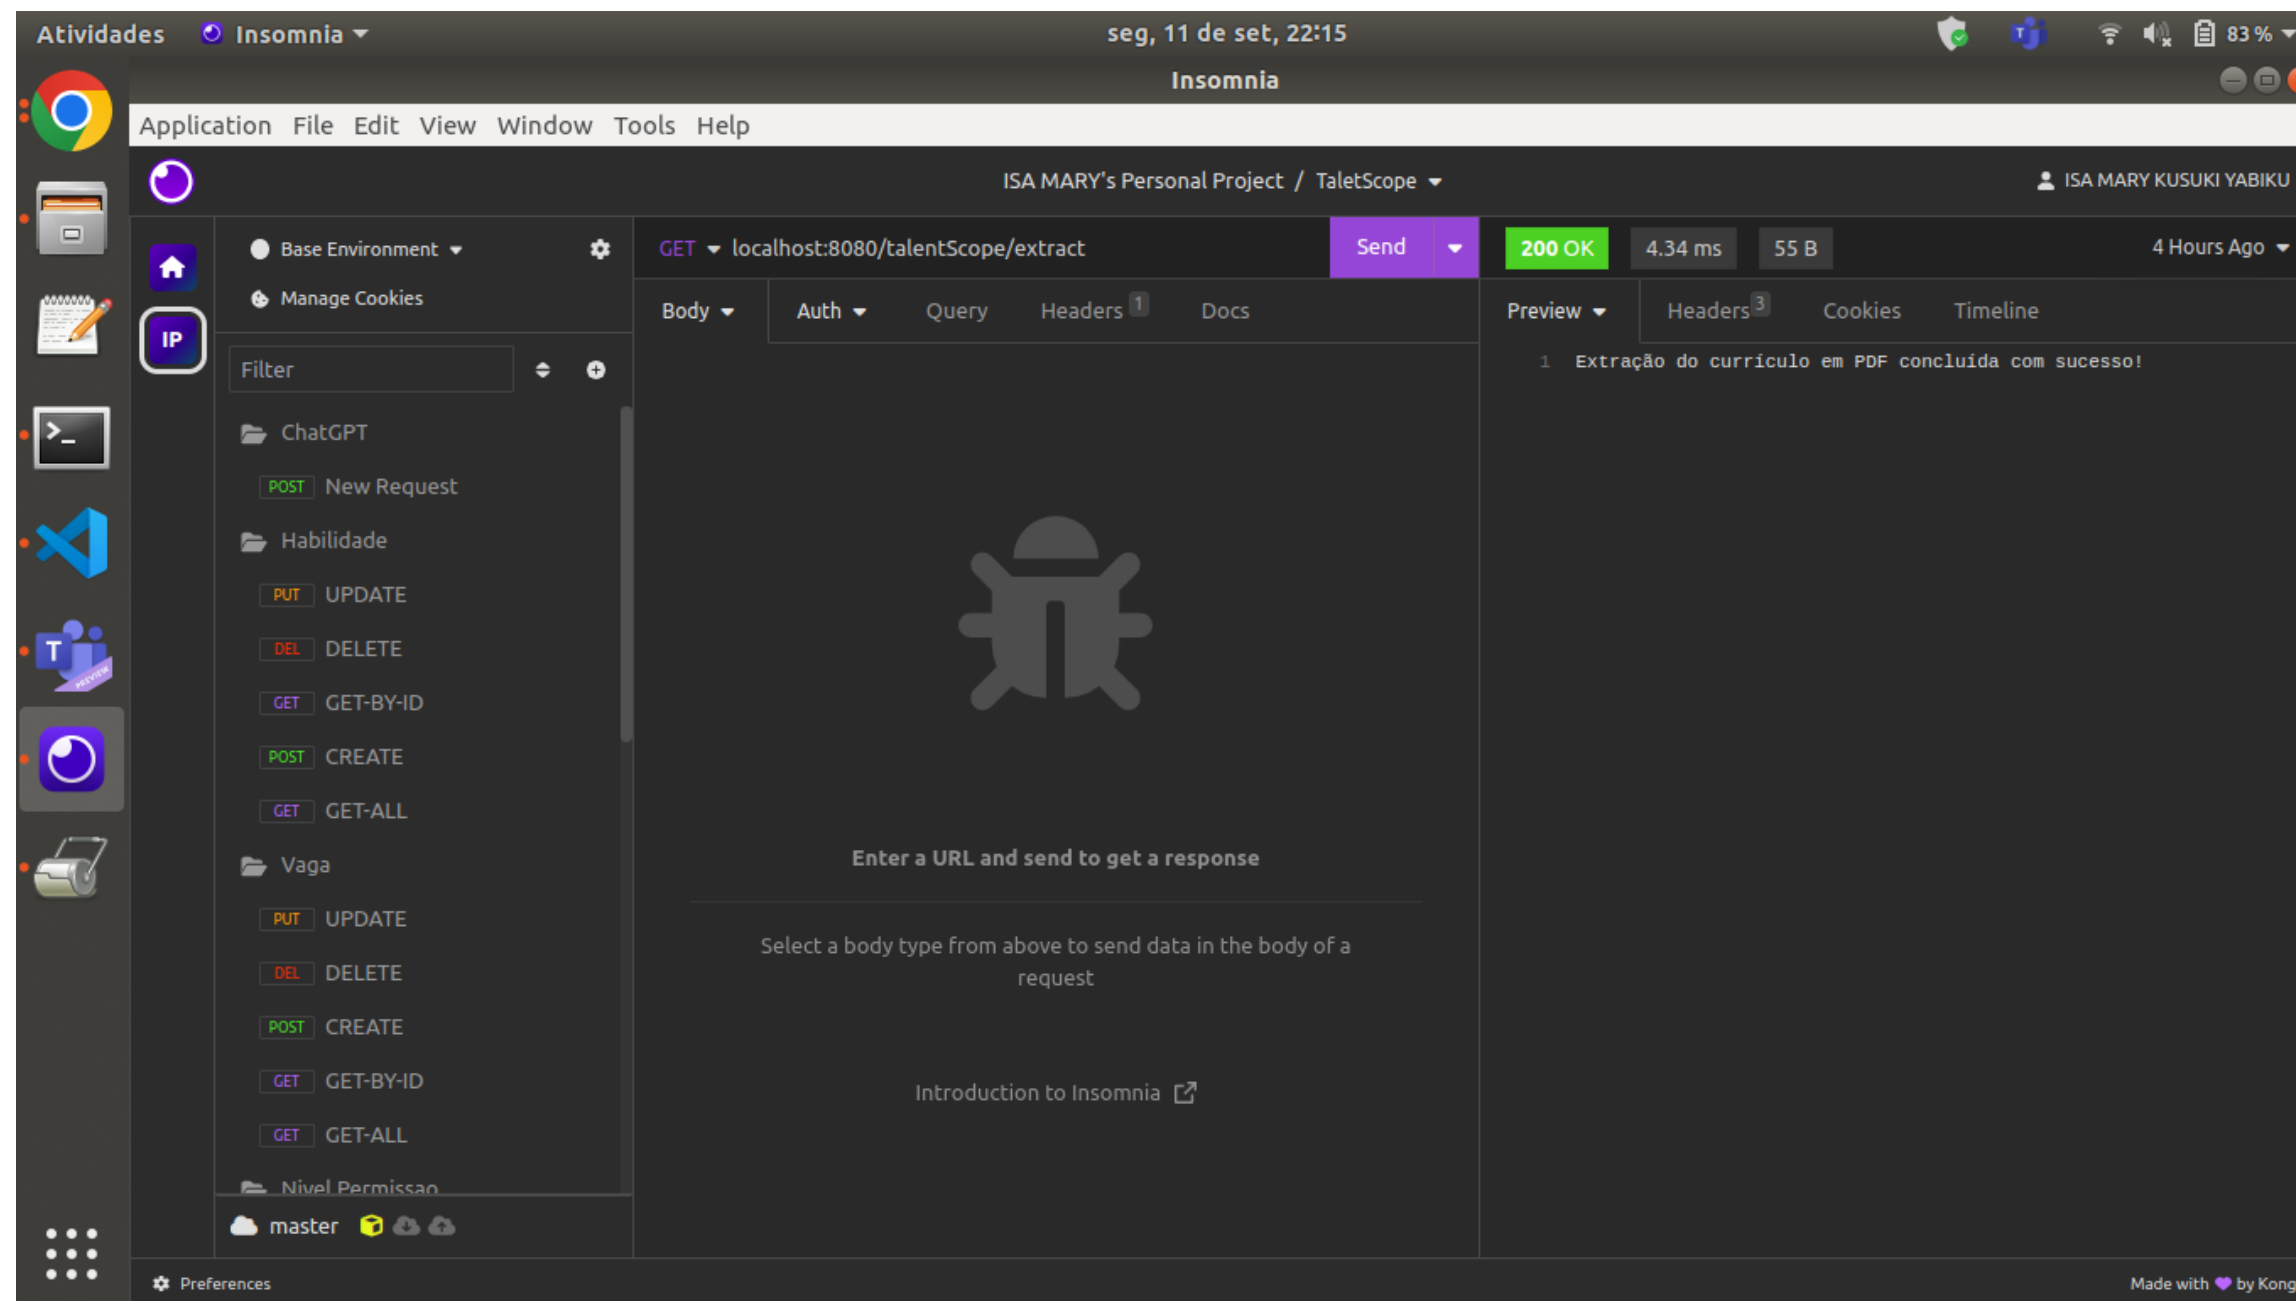 Atividades Insomnia seg, 11 de set, 22:15 83 %
Insomnia
Application File Edit View Window Tools Help
ISA MARY's Personal Project / TaletScope ISA MARY KUSUKI YABIKU
IP
Base Environment
Manage Cookies
Filter
ChatGPT
POST New Request
Habilidade
PUT UPDATE
DEL DELETE
GET GET-BY-ID
POST CREATE
GET GET-ALL
Vaga
PUT UPDATE
DEL DELETE
POST CREATE
GET GET-BY-ID
GET GET-ALL
Nivel Permissao
master
GET localhost:8080/talentScope/extract Send
Body Auth Query Headers 1 Docs
Enter a URL and send to get a response
Select a body type from above to send data in the body of a
request
Introduction to Insomnia
200 OK 4.34 ms 55 B 4 Hours Ago
Preview Headers 3 Cookies Timeline
1 Extração do currículo em PDF concluída com sucesso!
T
PREVIEW
Preferences Made with by Kong